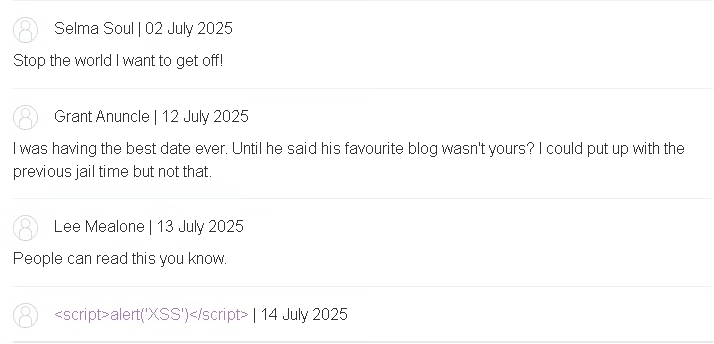 Selma Soul | 02 July 2025
Stop the world I want to get off!
Grant Anuncle | 12 July 2025
I was having the best date ever. Until he said his favourite blog wasn't yours? I could put up with the
previous jail time but not that.
Lee Mealone | 13 July 2025
People can read this you know.
<script>alert('XSS')</script> | 14 July 2025